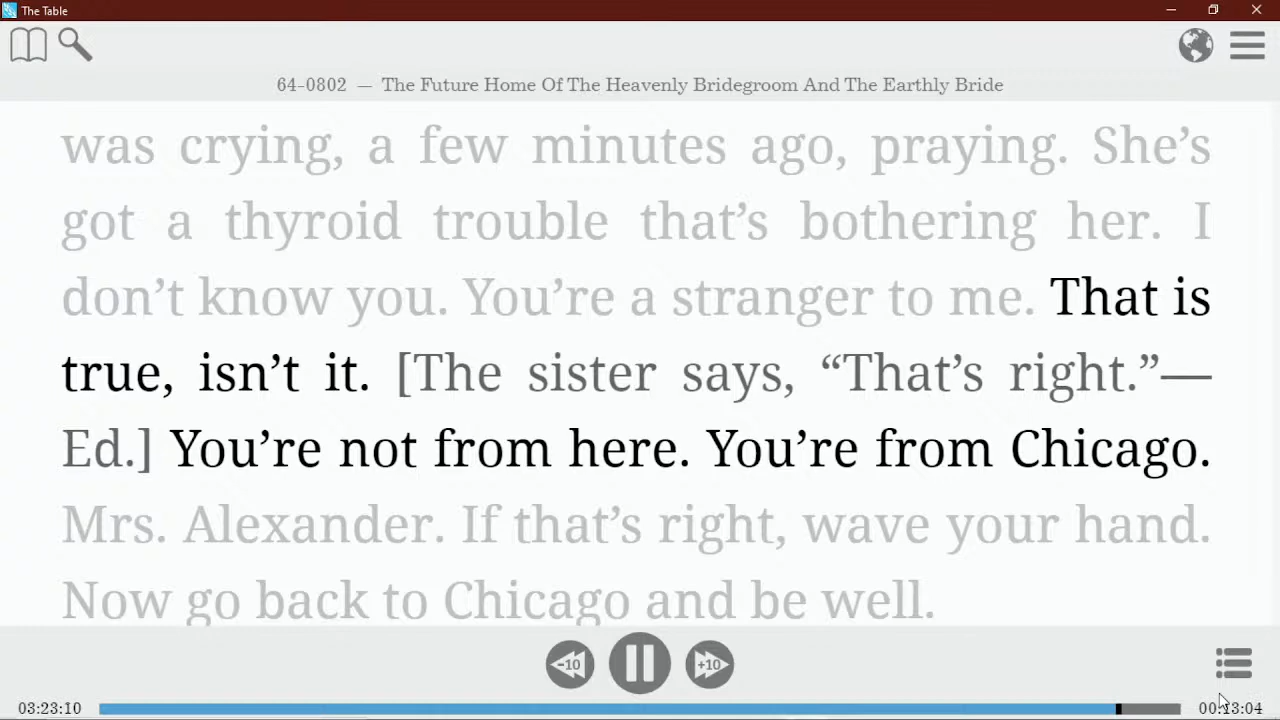 The Table
64-0802 — The Future Home Of The Heavenly Bridegroom And The Earthly Bride
was crying, a few minutes ago, praying. She’s
got a thyroid trouble that’s bothering her. I
don’t know you. You’re a stranger to me. That is
true, isn’t it. [The sister says, “That’s right.”—
Ed.] You’re not from here. You’re from Chicago.
Mrs. Alexander. If that’s right, wave your hand.
Now go back to Chicago and be well.
-10 +10
03:23:10 00:13:04